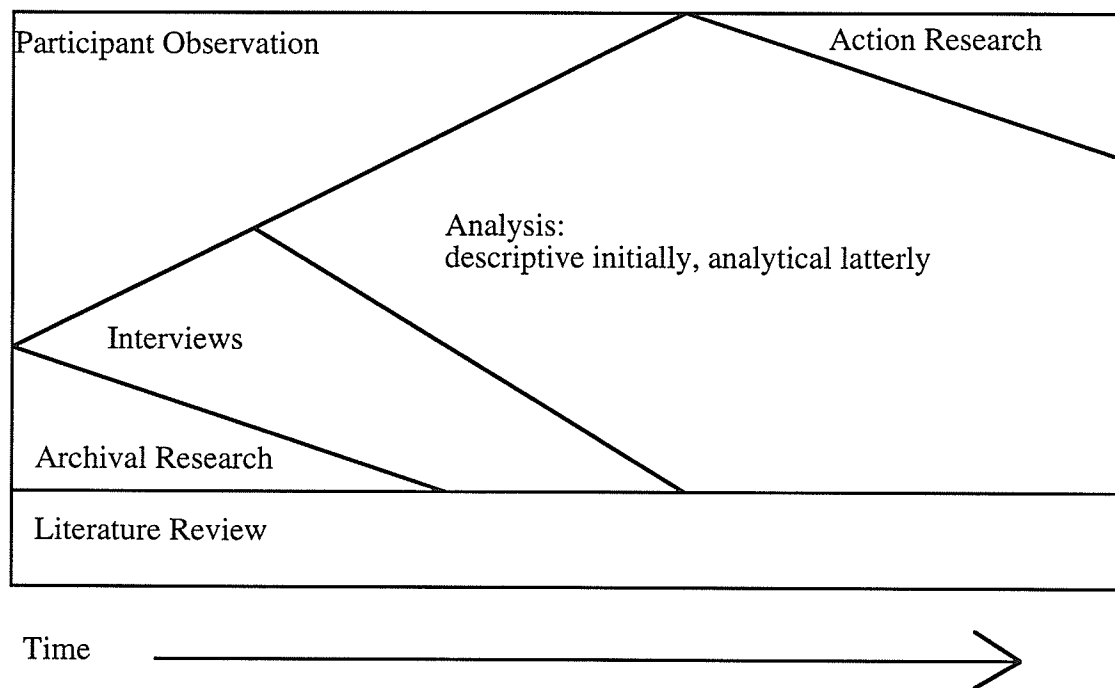 Participant Observation
Action Research
Analysis:
descriptive initially, analytical latterly
Interviews
Archival Research
Literature Review
Time